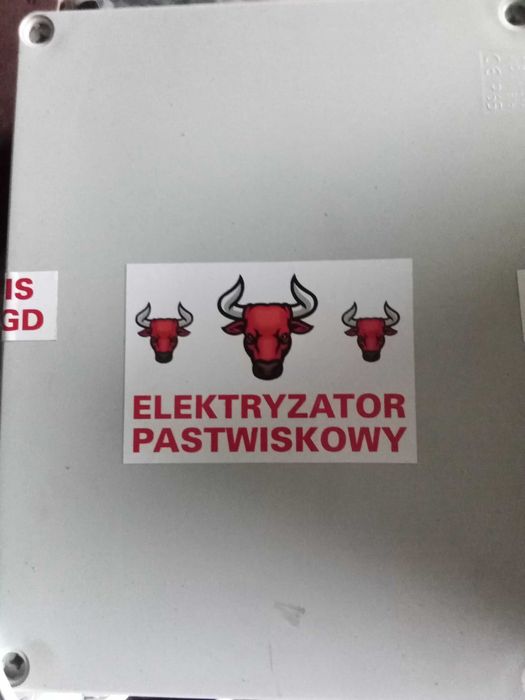 IS
GD
ELEKTRYZATOR
PASTWISKOWY